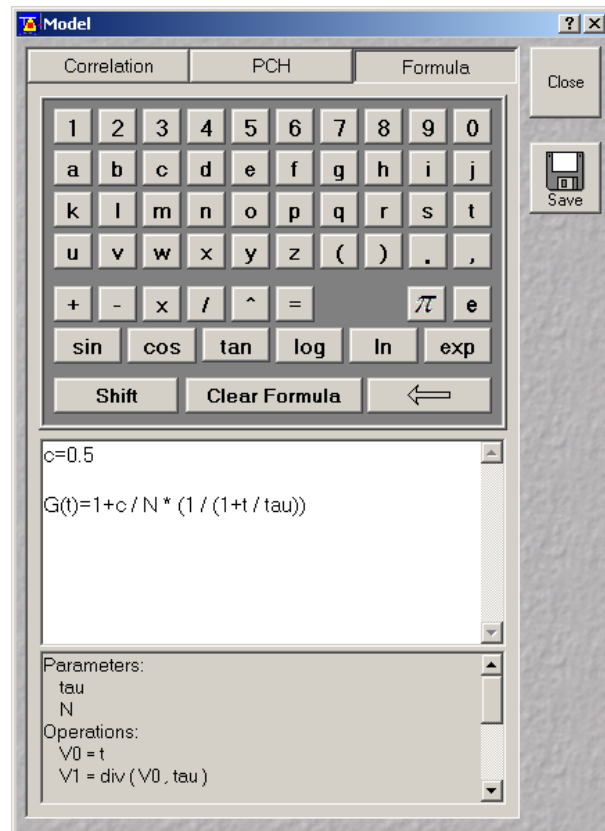 Model
? ×
Correlation PCH Formula
Close
1 2 3 4 5 6 7 8 9 0
a b c d e f g h i j
Save
k l m n o p q r s t
u v w x y z ( ) . ,
+ - x / ^ = π e
sin cos tan log ln exp
Shift Clear Formula
c=0.5
G(t)=1+c / N * (1 / (1+t / tau))
Parameters:
tau
N
Operations:
V0 = t
V1 = div ( V0 , tau )